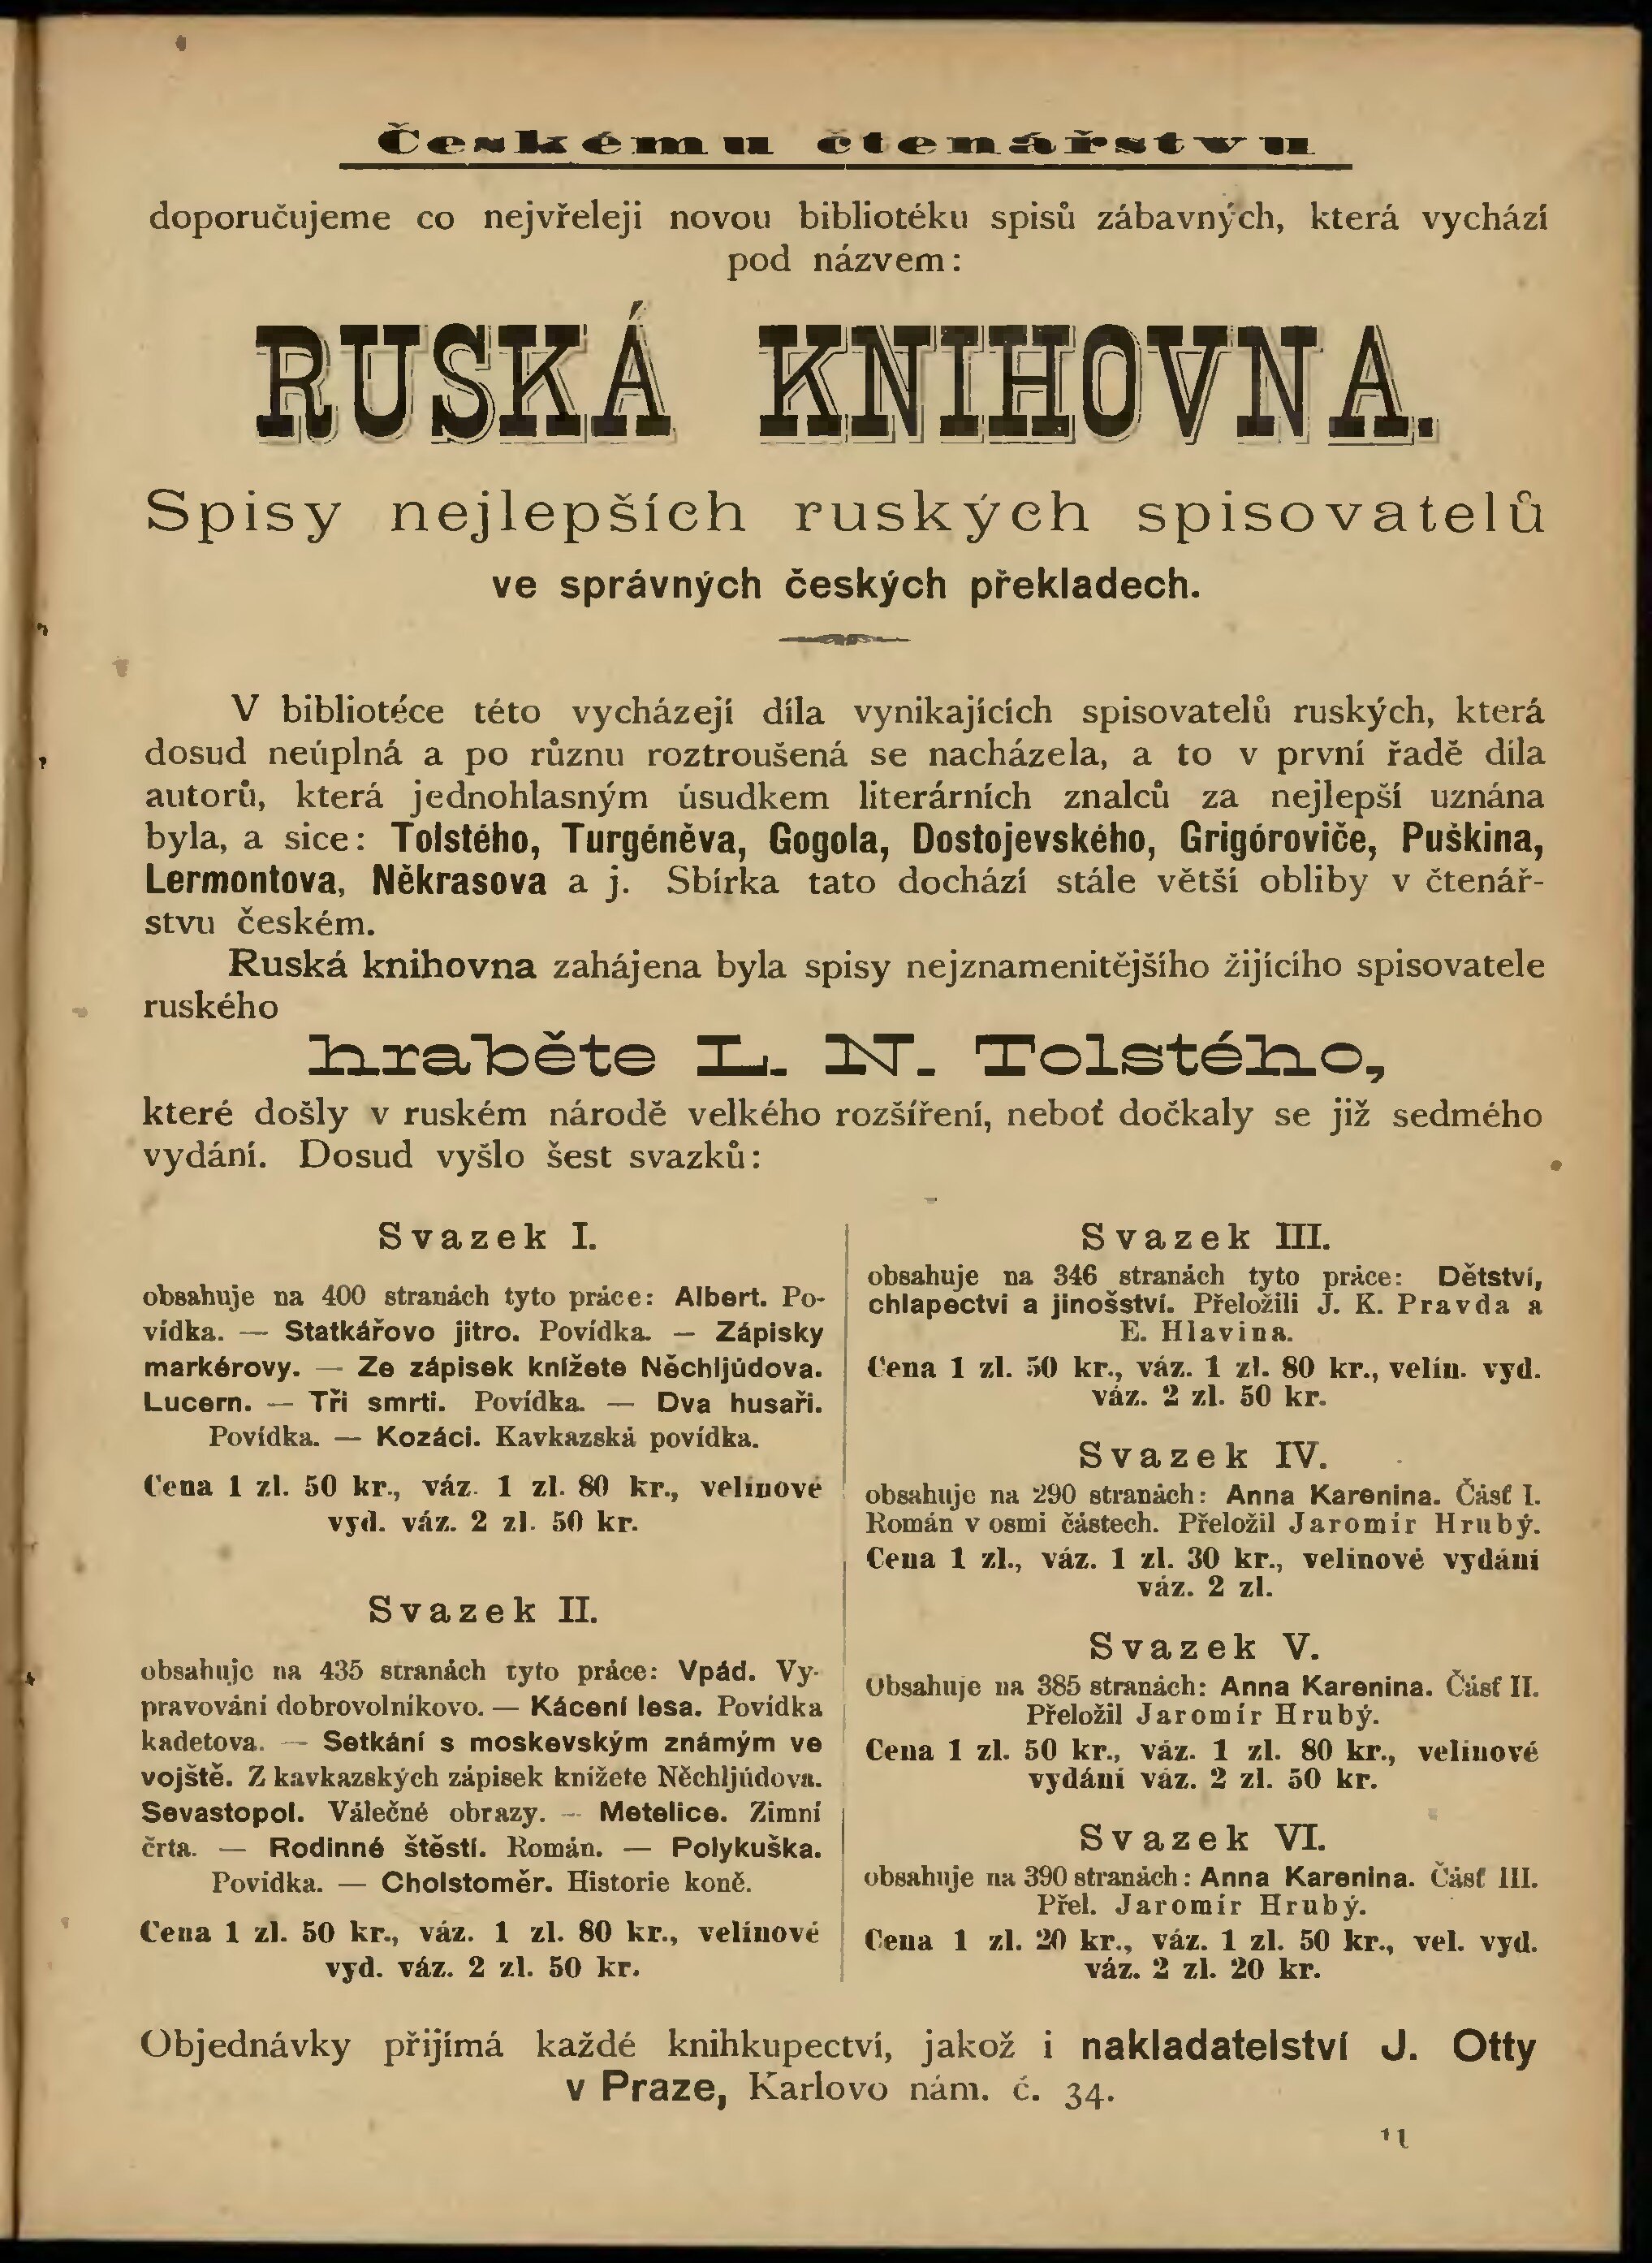 Českému čtenářstvu
doporučujeme co nejvřeleji novou bibliotéku spisů zábavných, která vychází
pod názvem:
RUSKÁ KNIHOVNA.
Spisy nejlepších ruských spisovatelů
ve správných českých překladech.
V bibliotéce této vycházejí díla vynikajících spisovatelů ruských, která
dosud neúplná a po různu roztroušená se nacházela, a to v první řadě díla
autorů, která jednohlasným úsudkem literárních znalců za nejlepší uznána
byla, a sice: Tolstého, Turgéněva, Gogola, Dostojevského, Grigóroviče, Puškina,
Lermontova, Někrasova a j. Sbírka tato dochází stále větší obliby v čtenář-
stvu českém.
Ruská knihovna zahájena byla spisy nejznamenitějšího žijícího spisovatele
ruského
hraběte L. N. Tolstého,
které došly v ruském národě velkého rozšíření, neboť dočkaly se již sedmého
vydání. Dosud vyšlo šest svazků:
Svazek I.
obsahuje na 400 stranách tyto práce: Albert. Po-
vídka. — Statkářovo jitro. Povídka. — Zápisky
markérovy. — Ze zápisek knížete Něchljúdova.
Lucern. — Tři smrti. Povídka. — Dva husaři.
Povídka. — Kozáci. Kavkazská povídka.
Cena 1 zl. 50 kr., váz. 1 zl. 80 kr., velínové
vyd. váz. 2 zl. 50 kr.
Svazek II.
obsahuje na 435 stranách tyto práce: Vpád. Vy-
pravování dobrovolníkovo. — Kácení lesa. Povídka
kadetova. — Setkání s moskevským známým ve
vojště. Z kavkazských zápisek knížete Něchljúdova.
Sevastopol. Válečné obrazy. — Metelice. Zimní
črta. — Rodinné štěstí. Román. — Polykuška.
Povidka. — Cholstoměr. Historie koně.
Cena 1 zl. 50 kr., váz. 1 zl. 80 kr., velínové
vyd. váz. 2 zl. 50 kr.
Svazek III.
obsahuje na 346 stranách tyto práce: Dětství,
chlapectví a jinošství. Přeložili J. K. Pravda a
E. Hlavina.
Cena 1 zl. 50 kr., váz. 1 zl. 80 kr., velín. vyd.
váz. 2 zl. 50 kr.
Svazek IV.
obsahuje na 290 stranách: Anna Karenina. Čásť I.
Román v osmi částech. Přeložil Jaromír Hrubý.
Cena 1 zl., váz. 1 zl. 30 kr., velinové vydání
váz. 2 zl.
Svazek V.
Obsahuje na 385 stranách: Anna Karenina. Čásť II.
Přeložil Jaromír Hrubý.
Cena 1 zl. 50 kr., váz. 1 zl. 80 kr., velínové
vydání váz. 2 zl. 50 kr.
Svazek VI.
obsahuje na 390 stranách: Anna Karenina. Čásť III.
Přel. Jaromír Hrubý.
Cena 1 zl. 20 kr., váz. 1 zl. 50 kr., vel. vyd.
váz. 2 zl. 20 kr.
Objednávky přijímá každé knihkupectví, jakož i nakladatelství J. Otty
v Praze, Karlovo nám. č. 34.